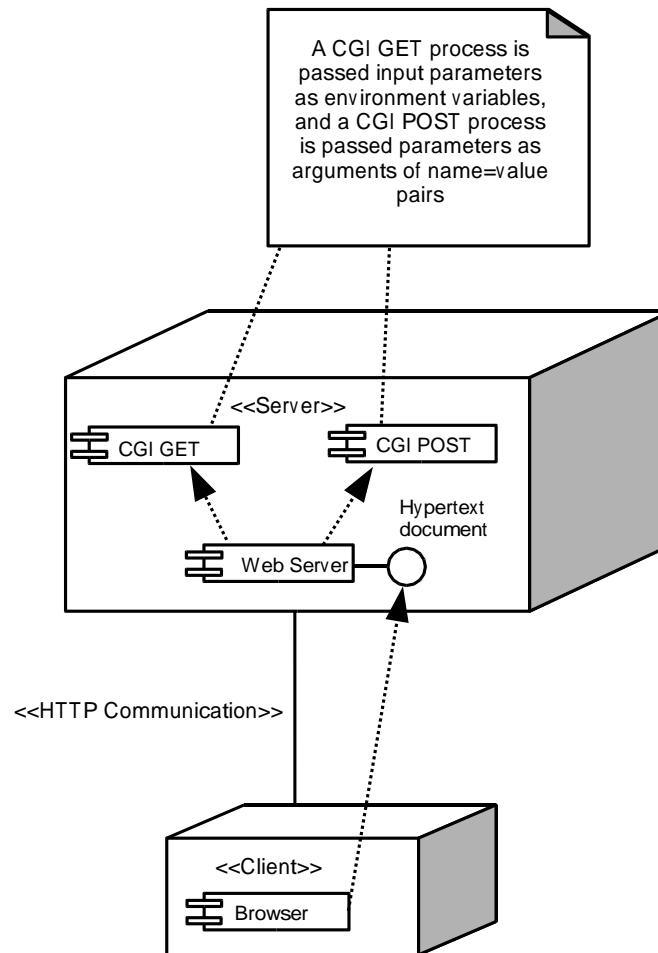 A CGI GET process is
passed input parameters
as environment variables,
and a CGI POST process
is passed parameters as
arguments of name=value
pairs
<<Server>>
CGI GET
CGI POST
Hypertext
document
Web Server
<<HTTP Communication>>
<<Client>>
Browser